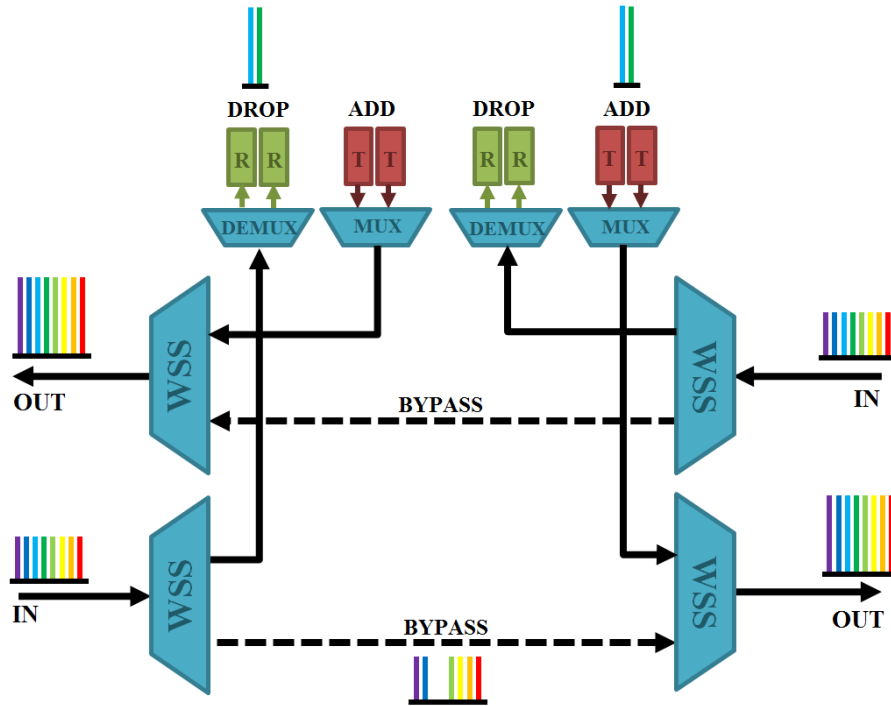 DROP ADD DROP ADD
R R T T R R T T
DEMUX MUX DEMUX MUX
WSS WSS
OUT BYPASS IN
WSS WSS
IN BYPASS OUT